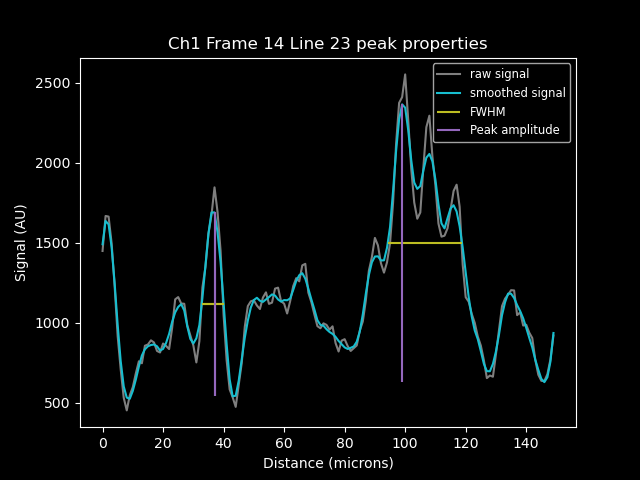 Ch1 Frame 14 Line 23 peak properties
raw signal
smoothed signal
FWHM
Peak amplitude
2500
2000
1500
1000
500
Signal (AU)
0 20 40 60 80 100 120 140
Distance (microns)